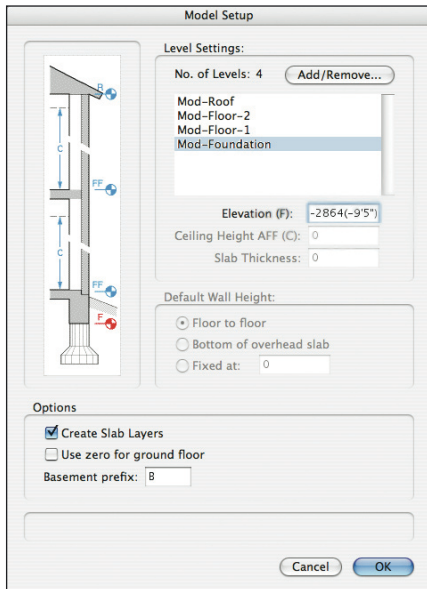 Model Setup
Level Settings:
No. of Levels: 4
Add/Remove...
Mod-Roof
Mod-Floor-2
Mod-Floor-1
Mod-Foundation
Elevation (F): -2864(-9'5")
Ceiling Height AFF (C): 0
Slab Thickness: 0
R
C
FF
C
FF
F
Default Wall Height:
Floor to floor
Bottom of overhead slab
Fixed at: 0
Options
Create Slab Layers
Use zero for ground floor
Basement prefix: B
Cancel
OK